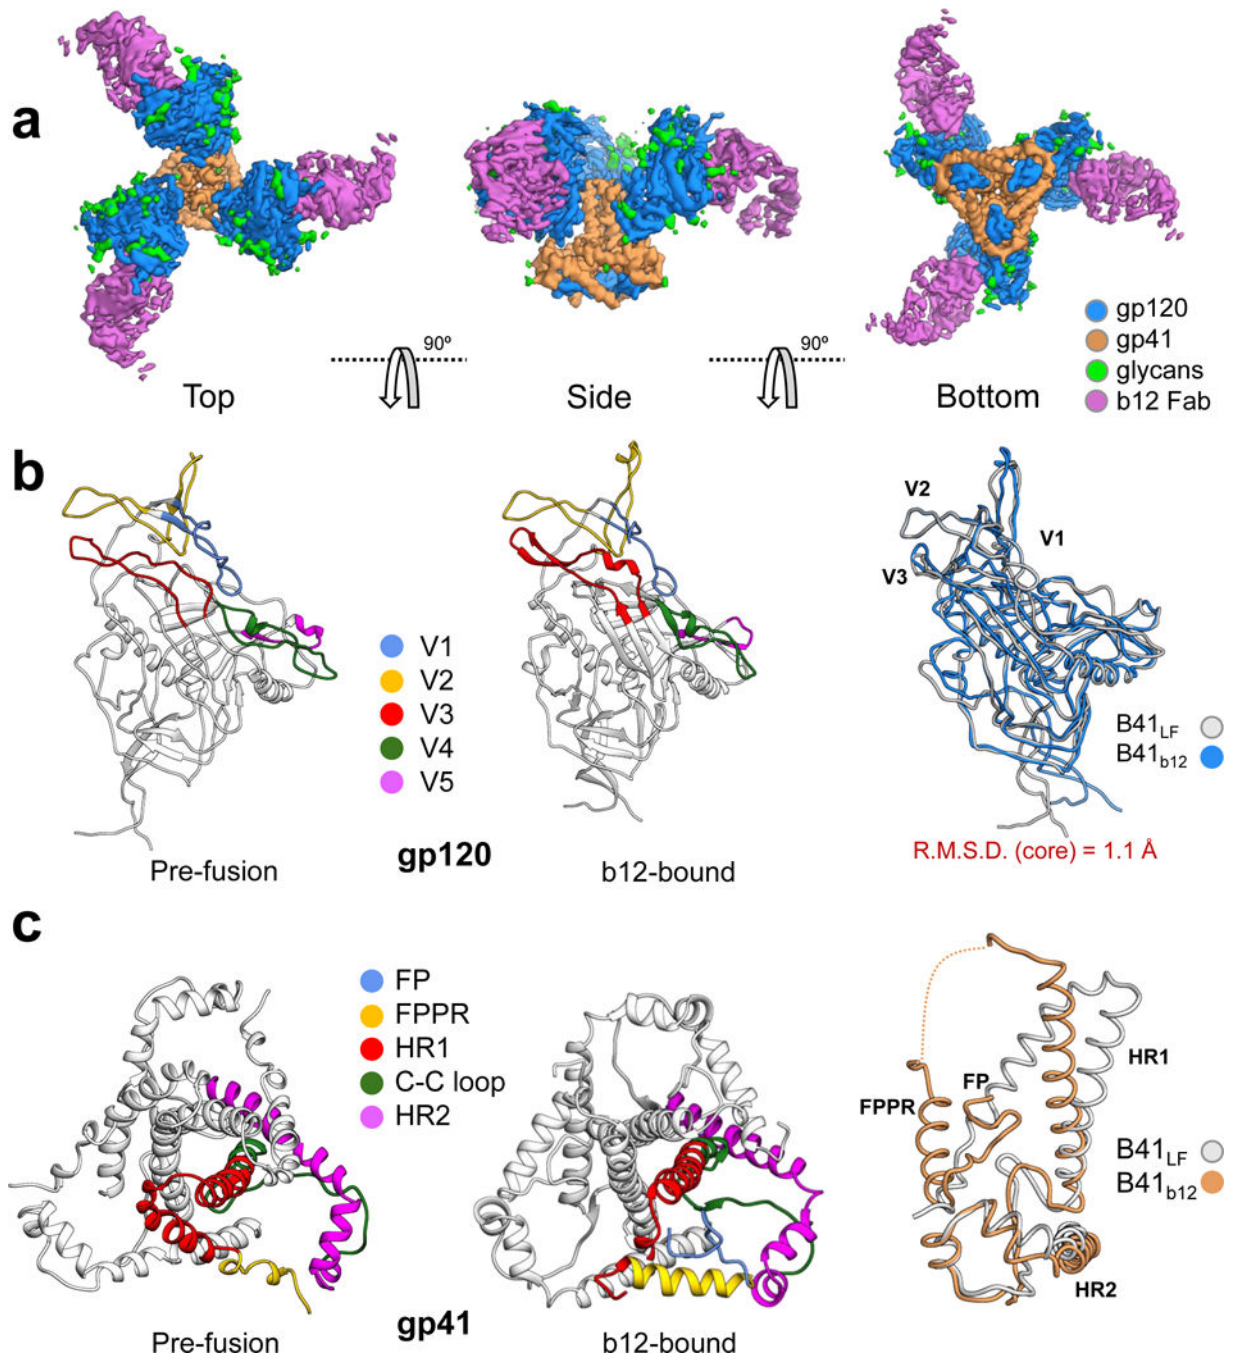 a
90º
90º
Top
Side
Bottom
gp120
gp41
glycans
b12 Fab
b
V1
V2
V3
V4
V5
Pre-fusion
gp120
b12-bound
V2
V1
V3
B41LF
B41b12
R.M.S.D. (core) = 1.1 Å
c
FP
FPPR
HR1
C-C loop
HR2
Pre-fusion
gp41
b12-bound
HR1
FP
FPPR
B41LF
B41b12
HR2